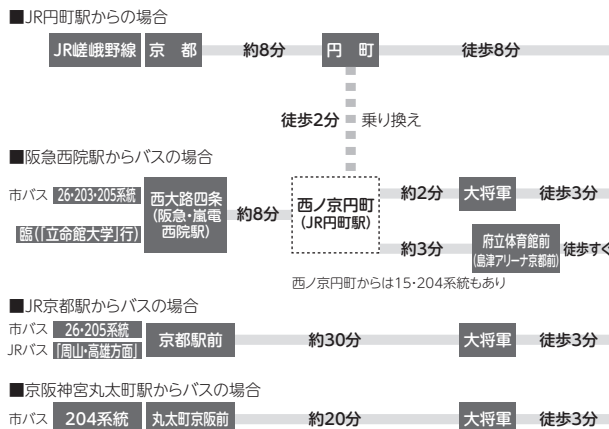 ■JR円町駅からの場合
JR嵯峨野線 京 都 約8分 円 町 徒歩8分
徒歩2分 乗り換え
■阪急西院駅からバスの場合
市バス 26・203・205系統
臨(「立命館大学」行)
西大路四条
(阪急・嵐電
西院駅)
約8分
西ノ京円町
(JR円町駅)
約2分 大将軍 徒歩3分
約3分 府立体育館前
(島津アリーナ京都前)
徒歩すぐ
西ノ京円町からは15・204系統もあり
■JR京都駅からバスの場合
市バス 26・205系統
JRバス 「周山・高雄方面」
京都駅前 約30分 大将軍 徒歩3分
■京阪神宮丸太町駅からバスの場合
市バス 204系統 丸太町京阪前 約20分 大将軍 徒歩3分